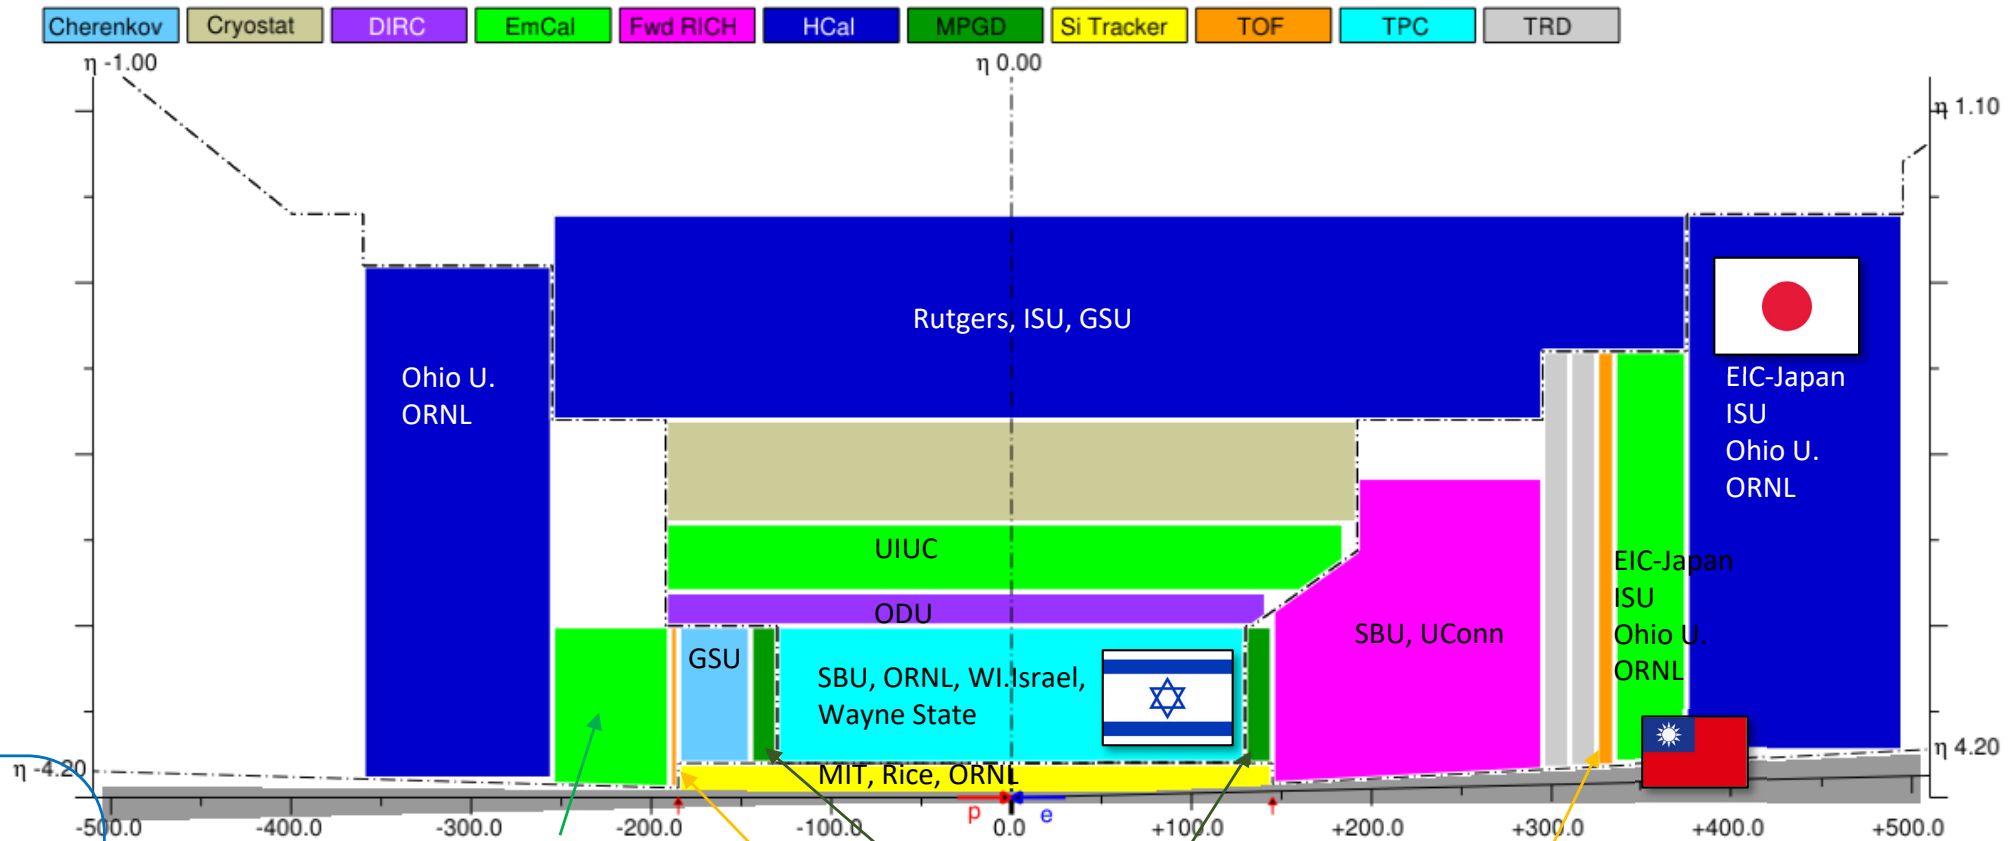 Cherenkov Cryostat DIRC EmCal Fwd RICH HCal MPGD Si Tracker TOF TPC TRD
η -1.00
η 0.00
η 1.10
Rutgers, ISU, GSU
Ohio U.
ORNL
EIC-Japan
ISU
Ohio U.
ORNL
UIUC
ODU
EIC-Japan
ISU
Ohio U.
ORNL
SBU, UConn
GSU
SBU, ORNL, WI.Israel,
Wayne State
MIT, Rice, ORNL
η -4.20
η 4.20
p
e
-500.0 -400.0 -300.0 -200.0 -100.0 0.0 +100.0 +200.0 +300.0 +400.0 +500.0